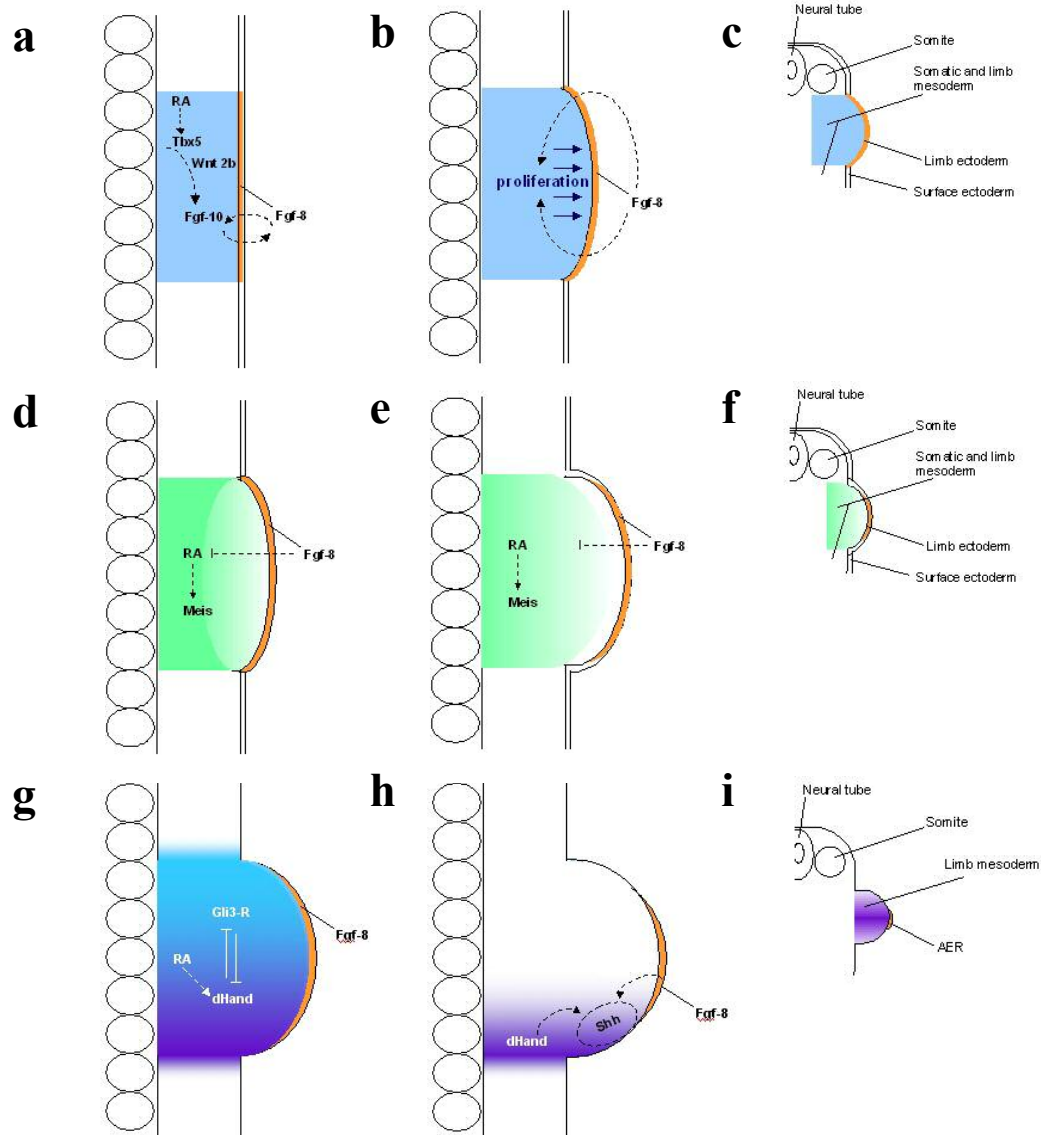 a
RA
Tbx5
Wnt 2b
Fgf-10
Fgf-8
b
proliferation
Fgf-8
c
Neural tube
Somite
Somatic and limb
mesoderm
Limb ectoderm
Surface ectoderm
d
RA
Meis
Fgf-8
e
RA
Meis
Fgf-8
f
Neural tube
Somite
Somatic and limb
mesoderm
Limb ectoderm
Surface ectoderm
g
Gli3-R
RA
dHand
Fgf-8
h
dHand
Shh
Fgf-8
i
Neural tube
Somite
Limb mesoderm
AER